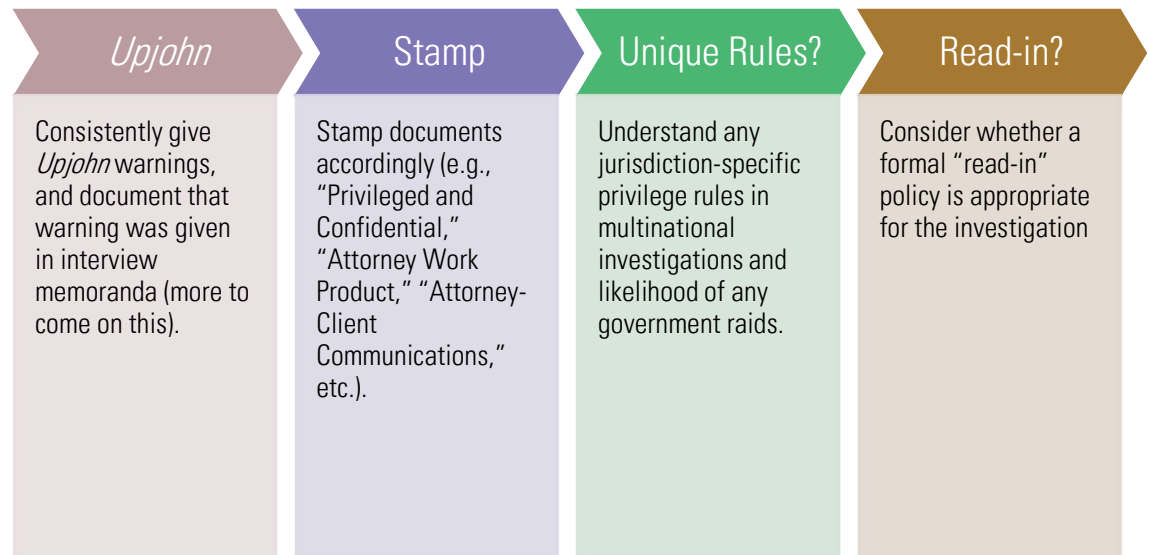 Upjohn
Consistently give
Upjohn warnings,
and document that
warning was given
in interview
memoranda (more to
come on this).
Stamp
Stamp documents
accordingly (e.g.,
“Privileged and
Confidential,”
“Attorney Work
Product,” “Attorney-
Client
Communications,”
etc.).
Unique Rules?
Understand any
jurisdiction-specific
privilege rules in
multinational
investigations and
likelihood of any
government raids.
Read-in?
Consider whether a
formal “read-in”
policy is appropriate
for the investigation